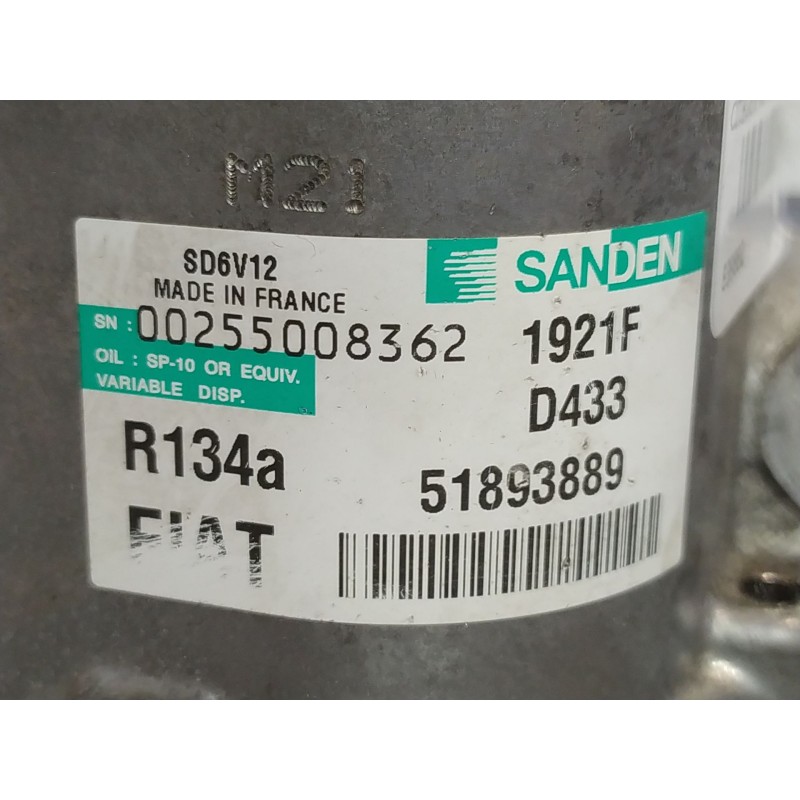 M21
SD6V12
MADE IN FRANCE
SANDEN
SN : 00255008362
1921F
OIL : SP-10 OR EQUIV.
VARIABLE DISP.
D433
R134a
51893889
FIAT